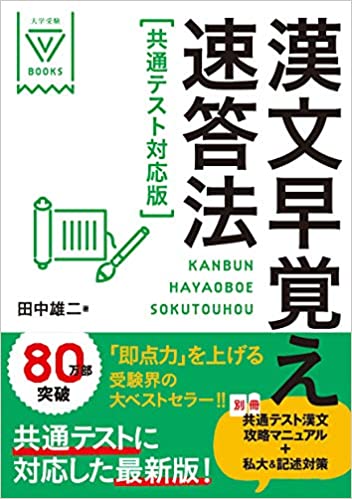 大学受験
V
BOOKS
漢文早覚え
速答法
[共通テスト対応版]
KANBUN
HAYAOBOE
SOKUTOUHOU
田中雄二 著
80万部
突破
「即点力」を上げる
受験界の
大ベストセラー!!
共通テストに
対応した最新版!
別冊
共通テスト漢文
攻略マニュアル
+
私大&記述対策